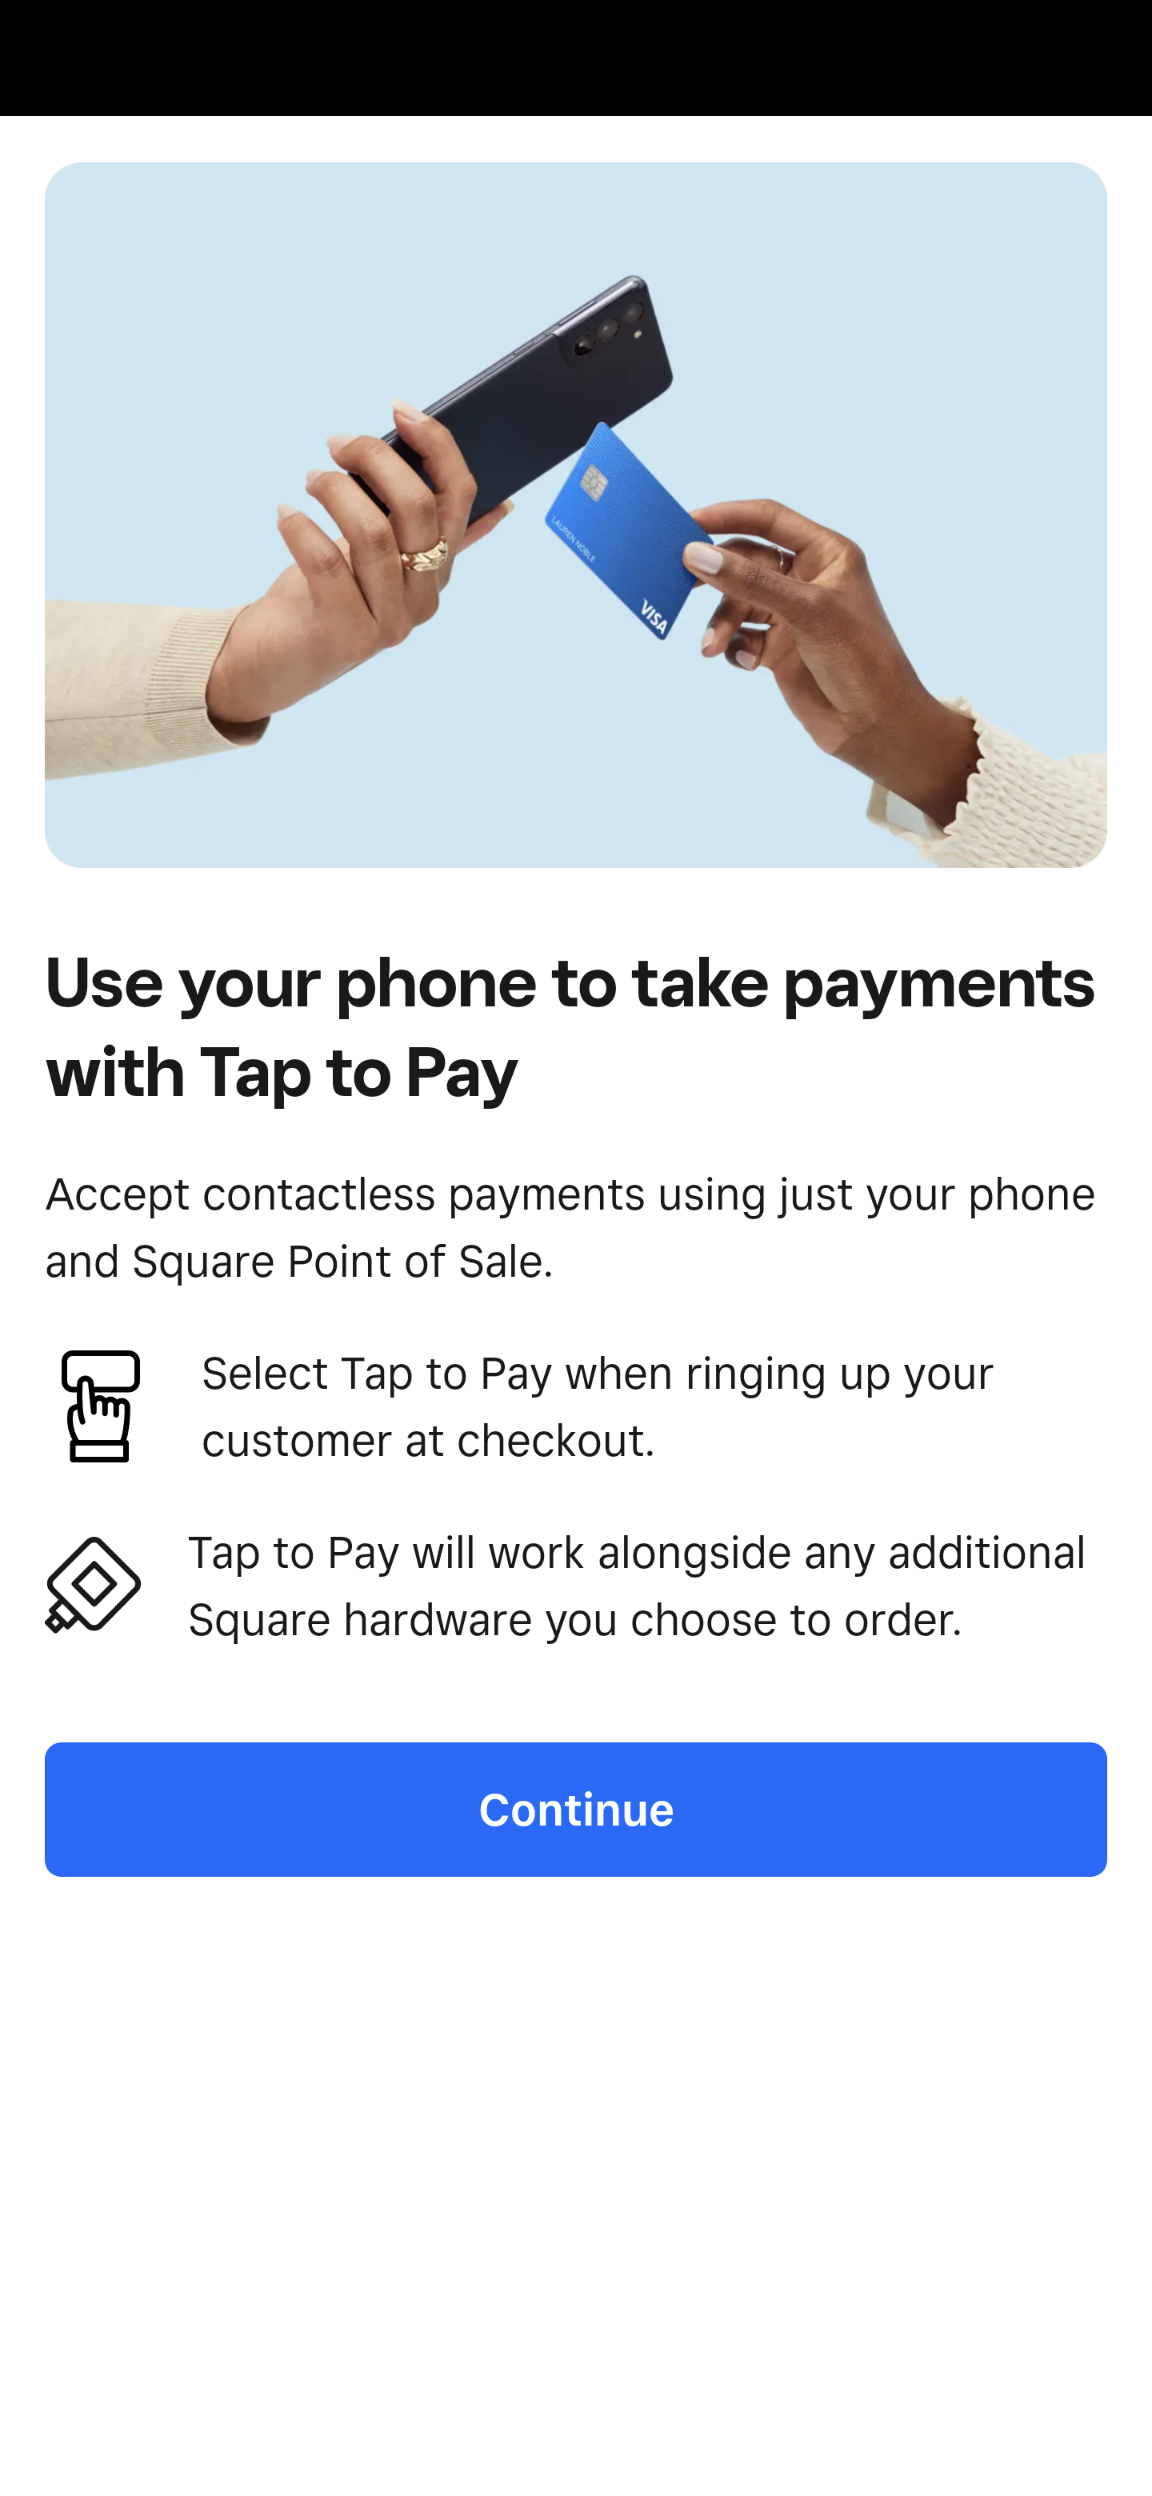 LAUREN NOBLE
VISA
Use your phone to take payments
with Tap to Pay
Accept contactless payments using just your phone
and Square Point of Sale.
Select Tap to Pay when ringing up your
customer at checkout.
Tap to Pay will work alongside any additional
Square hardware you choose to order.
Continue